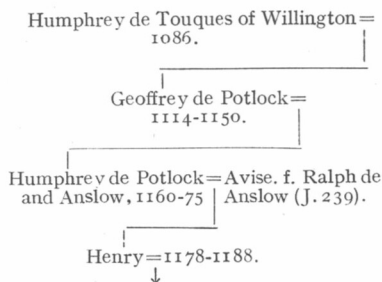 Humphrey de Touques of Willington=
1086.
Geoffrey de Potlock=
1114-1150.
Humphrey de Potlock=Avise. f. Ralph de
and Anslow, 1160-75 Anslow (J. 239).
Henry=1178-1188.